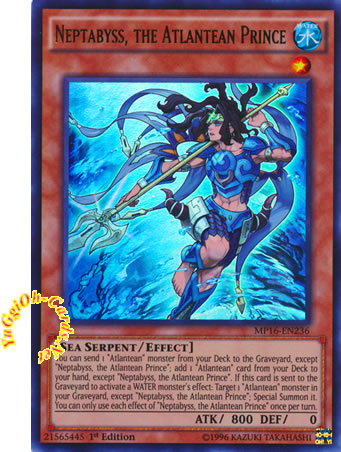 NEPTABYSS, THE ATLANTEAN PRINCE
WATER
水
MP16-EN236
YuGgiOh-Cards.Net
[SEA SERPENT/EFFECT]
You can send 1 "Atlantean" monster from your Deck to the Graveyard, except
"Neptabyss, the Atlantean Prince"; add 1 "Atlantean" card from your Deck to
your hand, except "Neptabyss, the Atlantean Prince". If this card is sent to the Graveyard
to activate a WATER monster's effect: Target 1 "Atlantean" monster in
your Graveyard, except "Neptabyss, the Atlantean Prince"; Special Summon it.
You can only use each effect of "Neptabyss, the Atlantean Prince" once per turn.
ATK/ 800 DEF/ 0
21565445 1st Edition ©1996 KAZUKI TAKAHASHI